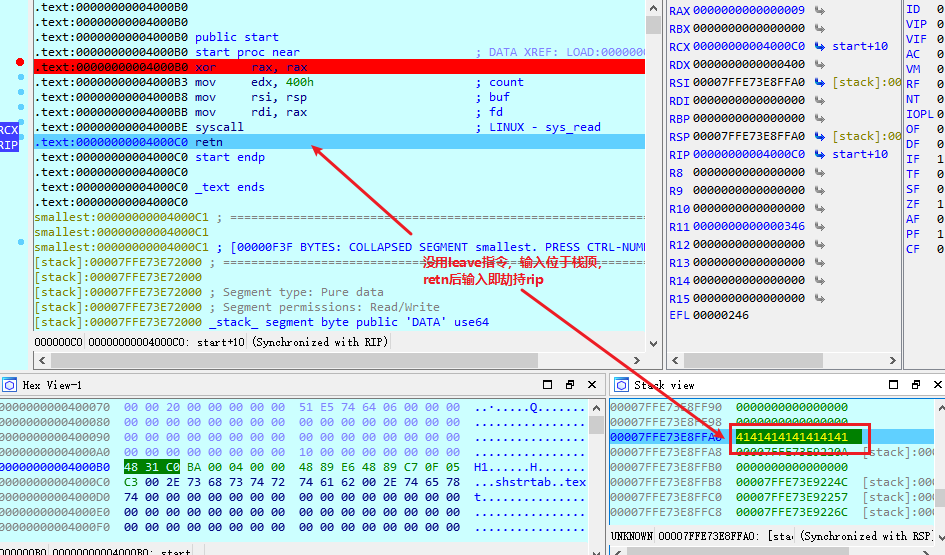 .text:00000000004000B0
.text:00000000004000B0
.text:00000000004000B0 public start
.text:00000000004000B0 start proc near ; DATA XREF: LOAD:0000000
.text:00000000004000B0 xor rax, rax
.text:00000000004000B3 mov edx, 400h ; count
.text:00000000004000B8 mov rsi, rsp ; buf
.text:00000000004000BB mov rdi, rax ; fd
.text:00000000004000BE syscall ; LINUX - sys_read
RCX
RIP
.text:00000000004000C0 retn
.text:00000000004000C0 start endp
.text:00000000004000C0
.text:00000000004000C0 _text ends
.text:00000000004000C0
smallest:00000000004000C1 ; ================================================
smallest:00000000004000C1
smallest:00000000004000C1 ; [00000F3F BYTES: COLLAPSED SEGMENT smallest. PRESS CTRL-NUM
[stack]:00007FFE73E72000 ; ================================================
[stack]:00007FFE73E72000
[stack]:00007FFE73E72000 ; Segment type: Pure data
[stack]:00007FFE73E72000 ; Segment permissions: Read/Write
[stack]:00007FFE73E72000 _stack_ segment byte public 'DATA' use64
没用leave指令，输入位于栈顶，
retn后输入即劫持rip
000000C0 00000000004000C0: start+10 (Synchronized with RIP)
RAX 0000000000000009
RBX 0000000000000000
RCX 00000000004000C0 start+10
RDX 0000000000000400
RSI 00007FFE73E8FFA0 [stack]:00
RDI 0000000000000000
RBP 0000000000000000
RSP 00007FFE73E8FFA0 [stack]:00
RIP 00000000004000C0 start+10
R8 0000000000000000
R9 0000000000000000
R10 0000000000000000
R11 0000000000000346
R12 0000000000000000
R13 0000000000000000
R14 0000000000000000
R15 0000000000000000
EFL 00000246
ID 0
VIP 0
VIF 0
AC 0
VM 0
RF 0
NT 0
IOPL 0
OF 0
DF 0
IF 1
TF 0
SF 0
ZF 1
AF 0
PF 1
CF 0
Hex View-1
0000000000400070 00 00 20 00 00 00 00 00 51 E5 74 64 06 00 00 00 ..·.....Q.......
0000000000400080 00 00 00 00 00 00 00 00 00 00 00 00 00 00 00 00 ................
0000000000400090 00 00 00 00 00 00 00 00 00 00 00 00 00 00 00 00 ................
00000000004000A0 00 00 00 00 00 00 00 00 10 00 00 00 00 00 00 00 ................
00000000004000B0 48 31 C0 BA 00 04 00 00 48 89 E6 48 89 C7 0F 05 H1......H.......
00000000004000C0 C3 00 2E 73 68 73 74 72 74 61 62 00 2E 74 65 78 ...shstrtab..tex
00000000004000D0 74 00 00 00 00 00 00 00 00 00 00 00 00 00 00 00 t...............
00000000004000E0 00 00 00 00 00 00 00 00 00 00 00 00 00 00 00 00 ................
00000000004000F0 00 00 00 00 00 00 00 00 00 00 00 00 00 00 00 00 ................
000000B0 00000000004000B0: start
Stack view
00007FFE73E8FF90 0000000000000000
00007FFE73E8FF98 0000000000000000
00007FFE73E8FFA0 4141414141414141
00007FFE73E8FFA8 00007FFE73E9220A [stack]:000
00007FFE73E8FFB0 0000000000000000
00007FFE73E8FFB8 00007FFE73E9224C [stack]:000
00007FFE73E8FFC0 00007FFE73E92257 [stack]:000
00007FFE73E8FFC8 00007FFE73E9226C [stack]:000
UNKNOWN 00007FFE73E8FFA0: [sta (Synchronized with RSP)